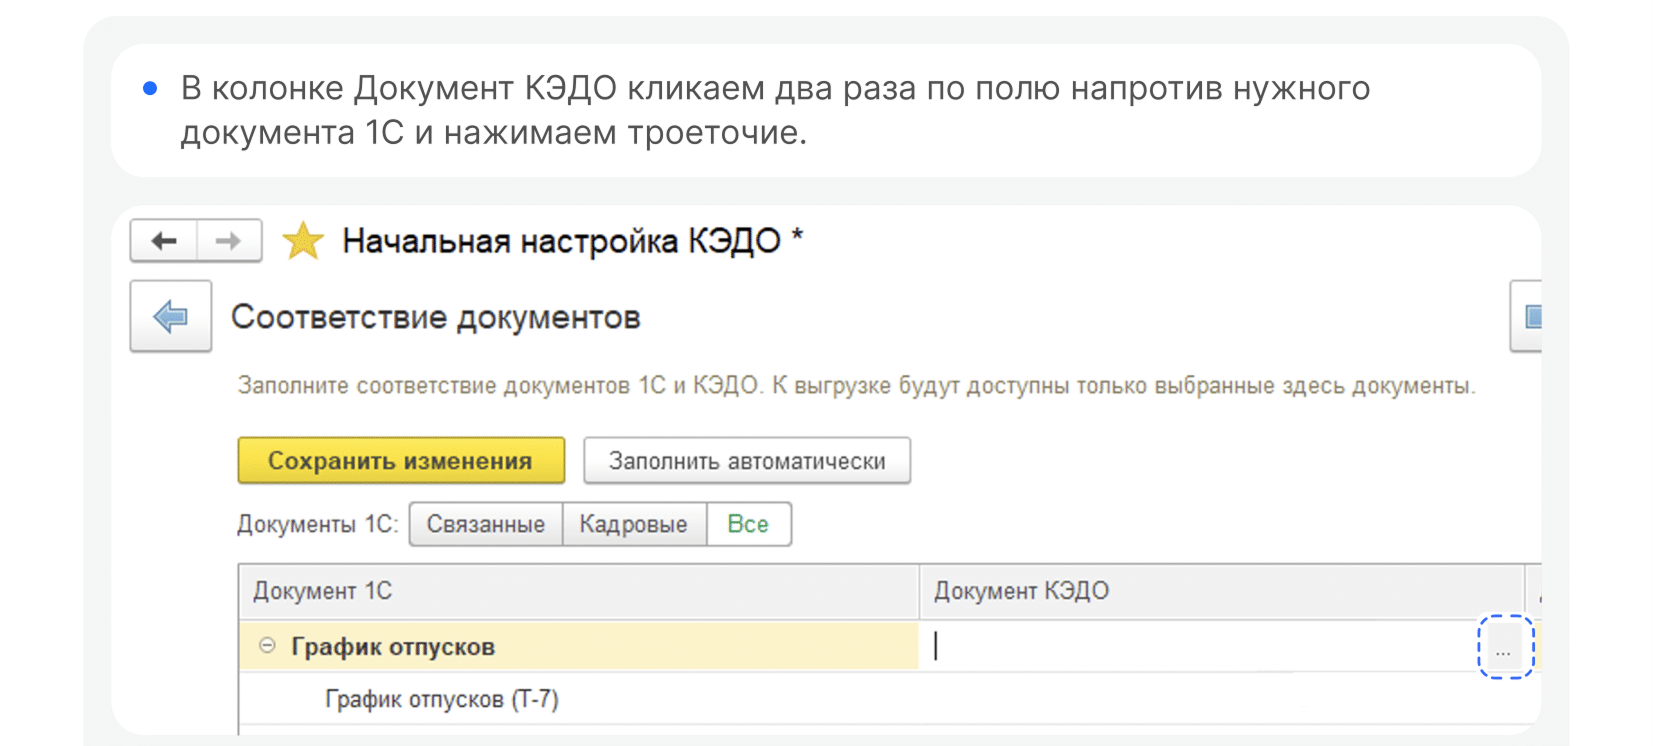 В колонке Документ КЭДО кликаем два раза по полю напротив нужного
документа 1С и нажимаем троеточие.
Начальная настройка КЭДО *
Соответствие документов
Заполните соответствие документов 1С и КЭДО. К выгрузке будут доступны только выбранные здесь документы.
Сохранить изменения Заполнить автоматически
Документы 1С: Связанные Кадровые Все
Документ 1С Документ КЭДО
График отпусков ...
График отпусков (Т-7)